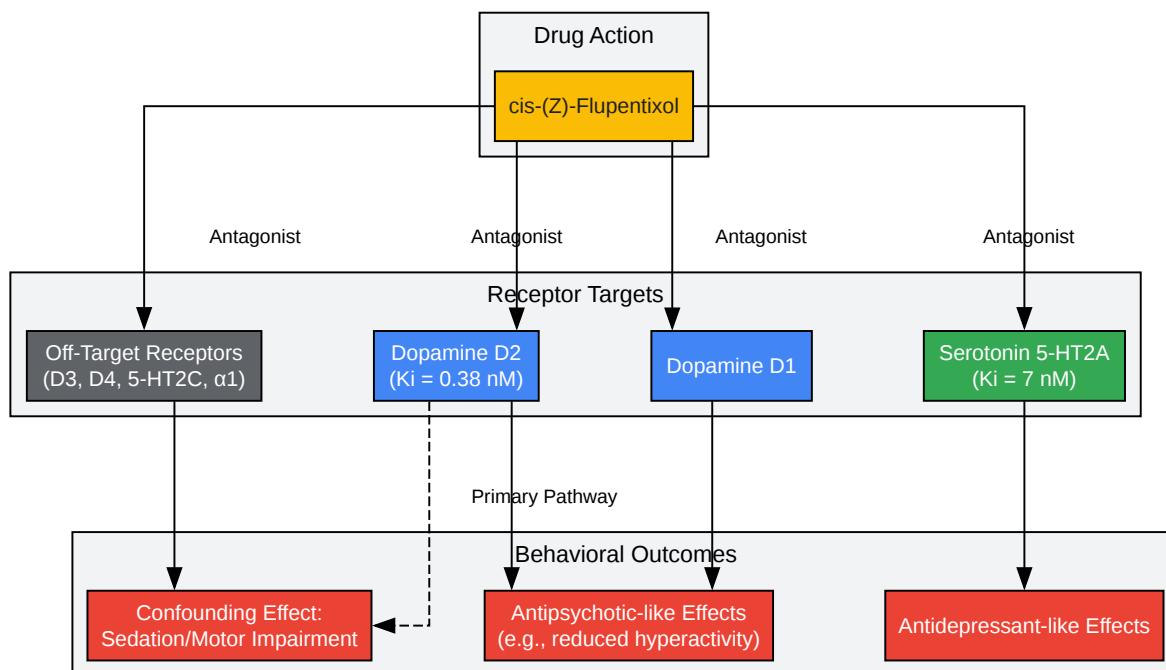 Drug Action
cis-(Z)-Flupentixol
Antagonist
Antagonist
Antagonist
Antagonist
Receptor Targets
Off-Target Receptors
(D3, D4, 5-HT2C, α1)
Dopamine D2
(Ki = 0.38 nM)
Dopamine D1
Serotonin 5-HT2A
(Ki = 7 nM)
Primary Pathway
Behavioral Outcomes
Confounding Effect:
Sedation/Motor Impairment
Antipsychotic-like Effects
(e.g., reduced hyperactivity)
Antidepressant-like Effects